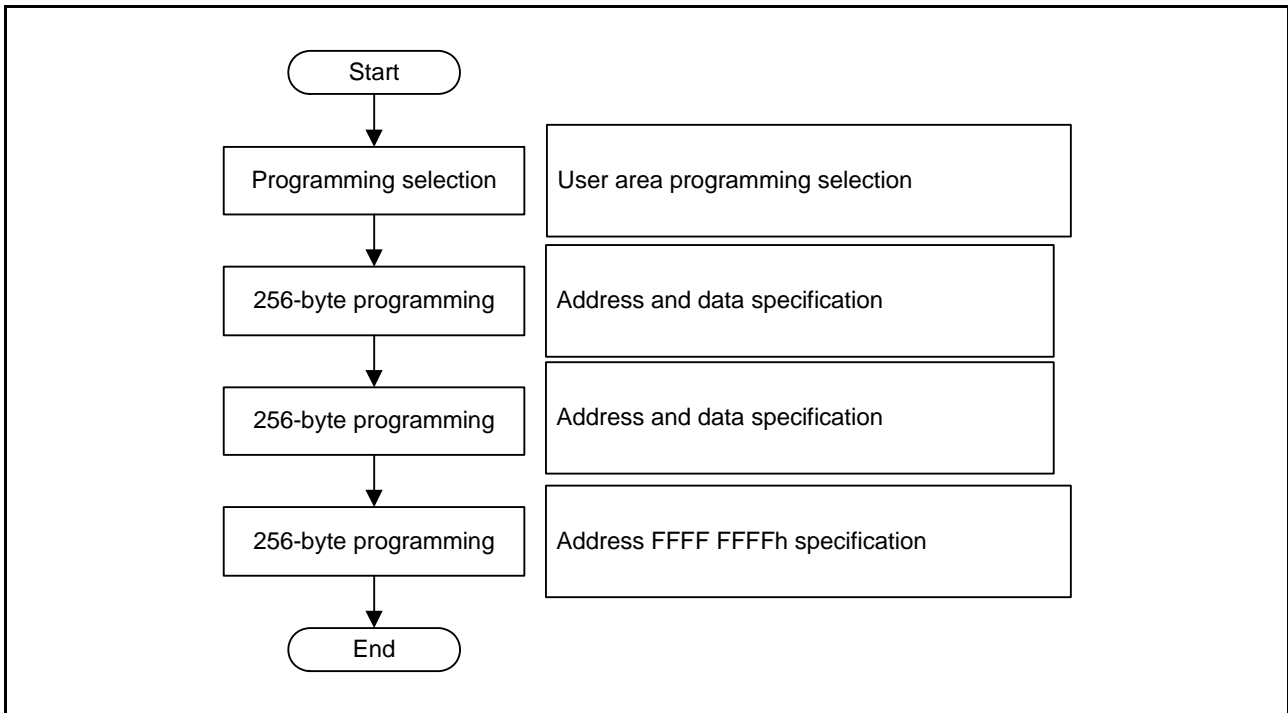 Start
Programming selection
User area programming selection
256-byte programming
Address and data specification
256-byte programming
Address and data specification
256-byte programming
Address FFFF FFFFh specification
End